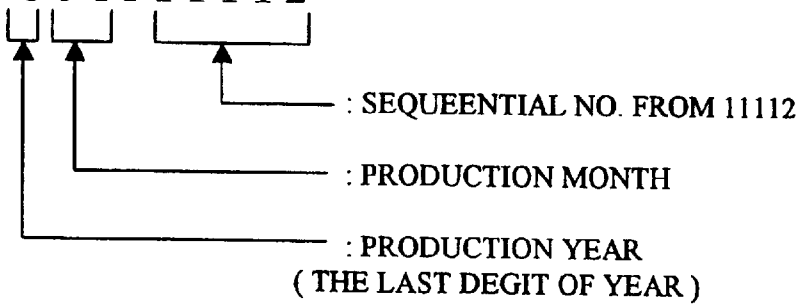 : SEQUEENTIAL NO. FROM 11112
: PRODUCTION MONTH
: PRODUCTION YEAR
( THE LAST DEGIT OF YEAR )